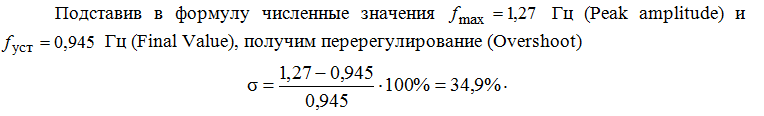 Подставив в формулу численные значения f_max = 1,27 Гц (Peak amplitude) и
f_уст = 0,945 Гц (Final Value), получим перерегулирование (Overshoot)
σ = (1,27 − 0,945) / 0,945 · 100% = 34,9%.